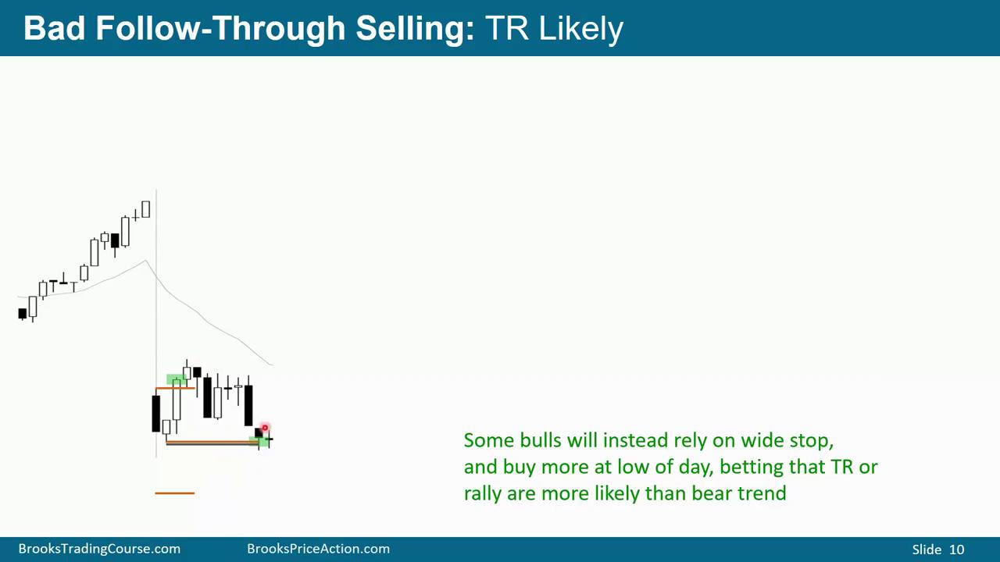 Bad Follow-Through Selling: TR Likely
Some bulls will instead rely on wide stop,
and buy more at low of day, betting that TR or
rally are more likely than bear trend
BrooksTradingCourse.com
BrooksPriceAction.com
Slide 10